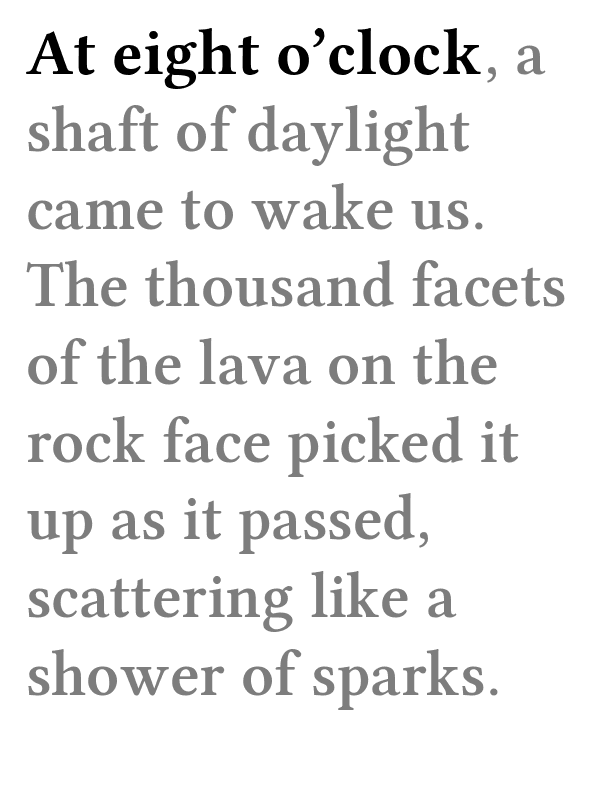 At eight o’clock, a
shaft of daylight
came to wake us.
The thousand facets
of the lava on the
rock face picked it
up as it passed,
scattering like a
shower of sparks.